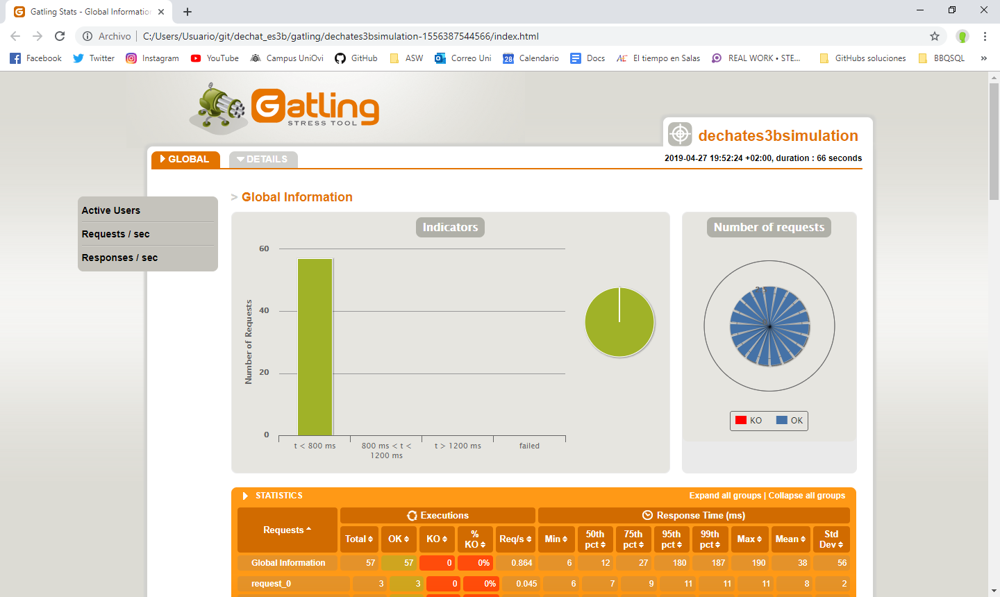 Gatling Stats - Global Information
Archivo
C:/Users/Usuario/git/dechat_es3b/gatling/dechates3bsimulation-1556387544566/index.html
Facebook
Twitter
Instagram
YouTube
Campus UniOvi
GitHub
ASW
Correo Uni
28
Calendario
Docs
AE El tiempo en Salas
REAL WORK • STE...
GitHubs soluciones
BBQSQL
»
Gatling
STRESS TOOL
dechates3bsimulation
GLOBAL
DETAILS
2019-04-27 19:52:24 +02:00, duration : 66 seconds
> Global Information
Active Users
Requests / sec
Responses / sec
Indicators
Number of Requests
60
40
20
0
t < 800 ms
800 ms < t <
1200 ms
t > 1200 ms
failed
Number of requests
KO
OK
STATISTICS
Expand all groups | Collapse all groups
Requests
Executions
Response Time (ms)
Total
OK
KO
%
KO
Req/s
Min
50th
pct
75th
pct
95th
pct
99th
pct
Max
Mean
Std
Dev
Global Information 57 57 0 0% 0.864 6 12 27 180 187 190 38 56
request_0 3 3 0 0% 0.045 6 7 9 11 11 11 8 2